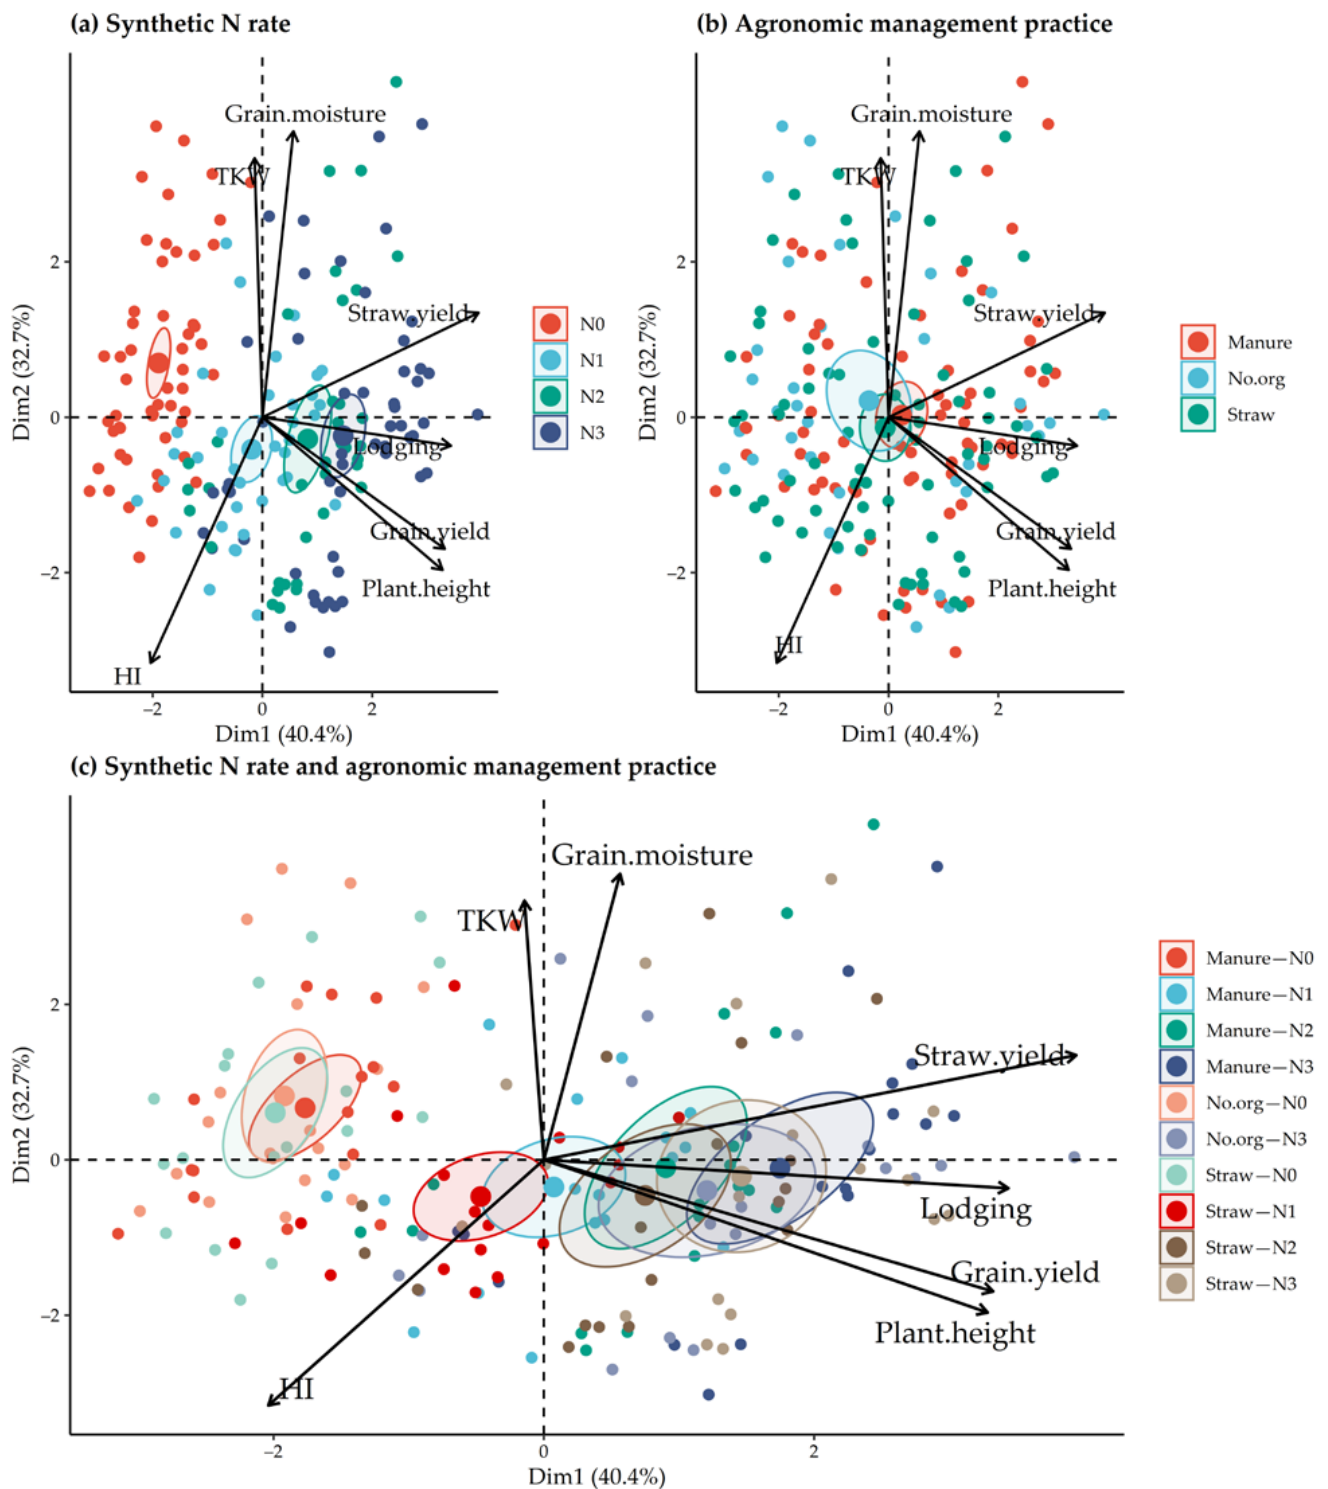 (a) Synthetic N rate
(b) Agronomic management practice
Grain.moisture
TKW
Straw.yield
Lodging
Grain.yield
Plant.height
HI
2
0
−2
Dim2 (32.7%)
−2
0
2
Dim1 (40.4%)
N0
N1
N2
N3
Grain.moisture
TKW
Straw.yield
Lodging
Grain.yield
Plant.height
HI
2
0
−2
Dim2 (32.7%)
−2
0
2
Dim1 (40.4%)
Manure
No.org
Straw
(c) Synthetic N rate and agronomic management practice
Grain.moisture
TKW
Straw.yield
Lodging
Grain.yield
Plant.height
HI
2
0
−2
Dim2 (32.7%)
−2
0
2
Dim1 (40.4%)
Manure−N0
Manure−N1
Manure−N2
Manure−N3
No.org−N0
No.org−N3
Straw−N0
Straw−N1
Straw−N2
Straw−N3